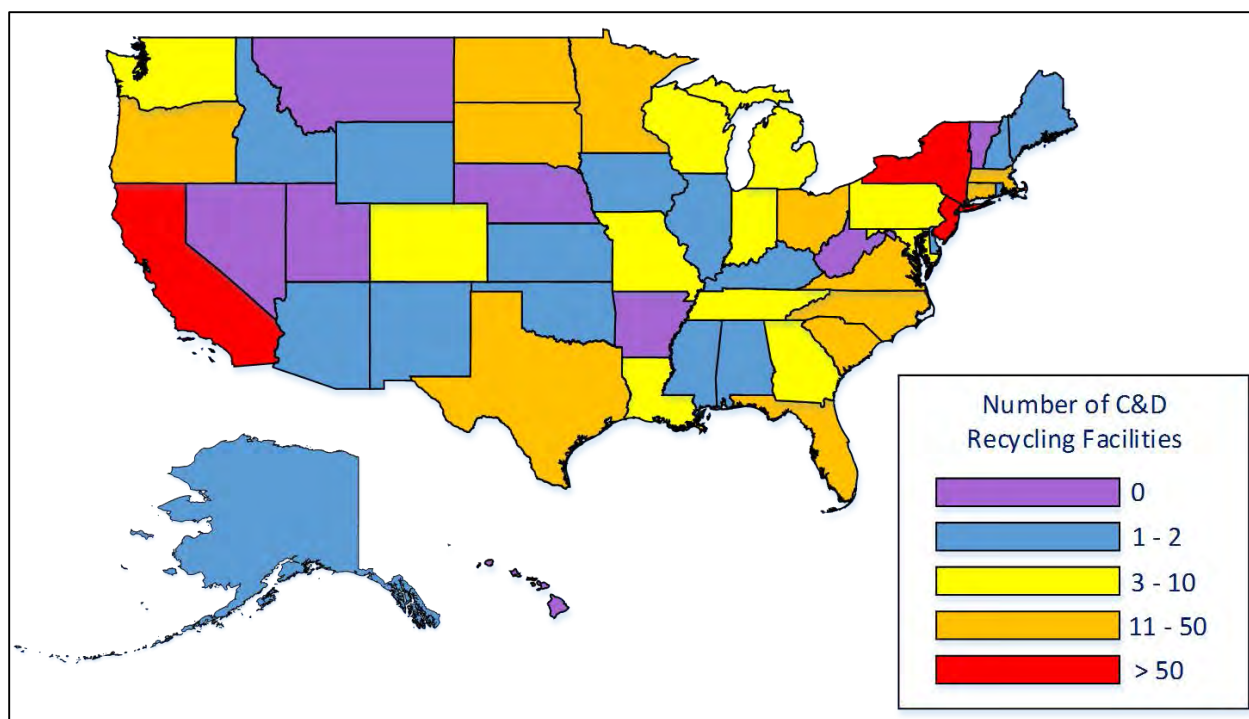 Number of C&D
Recycling Facilities
0
1 - 2
3 - 10
11 - 50
> 50